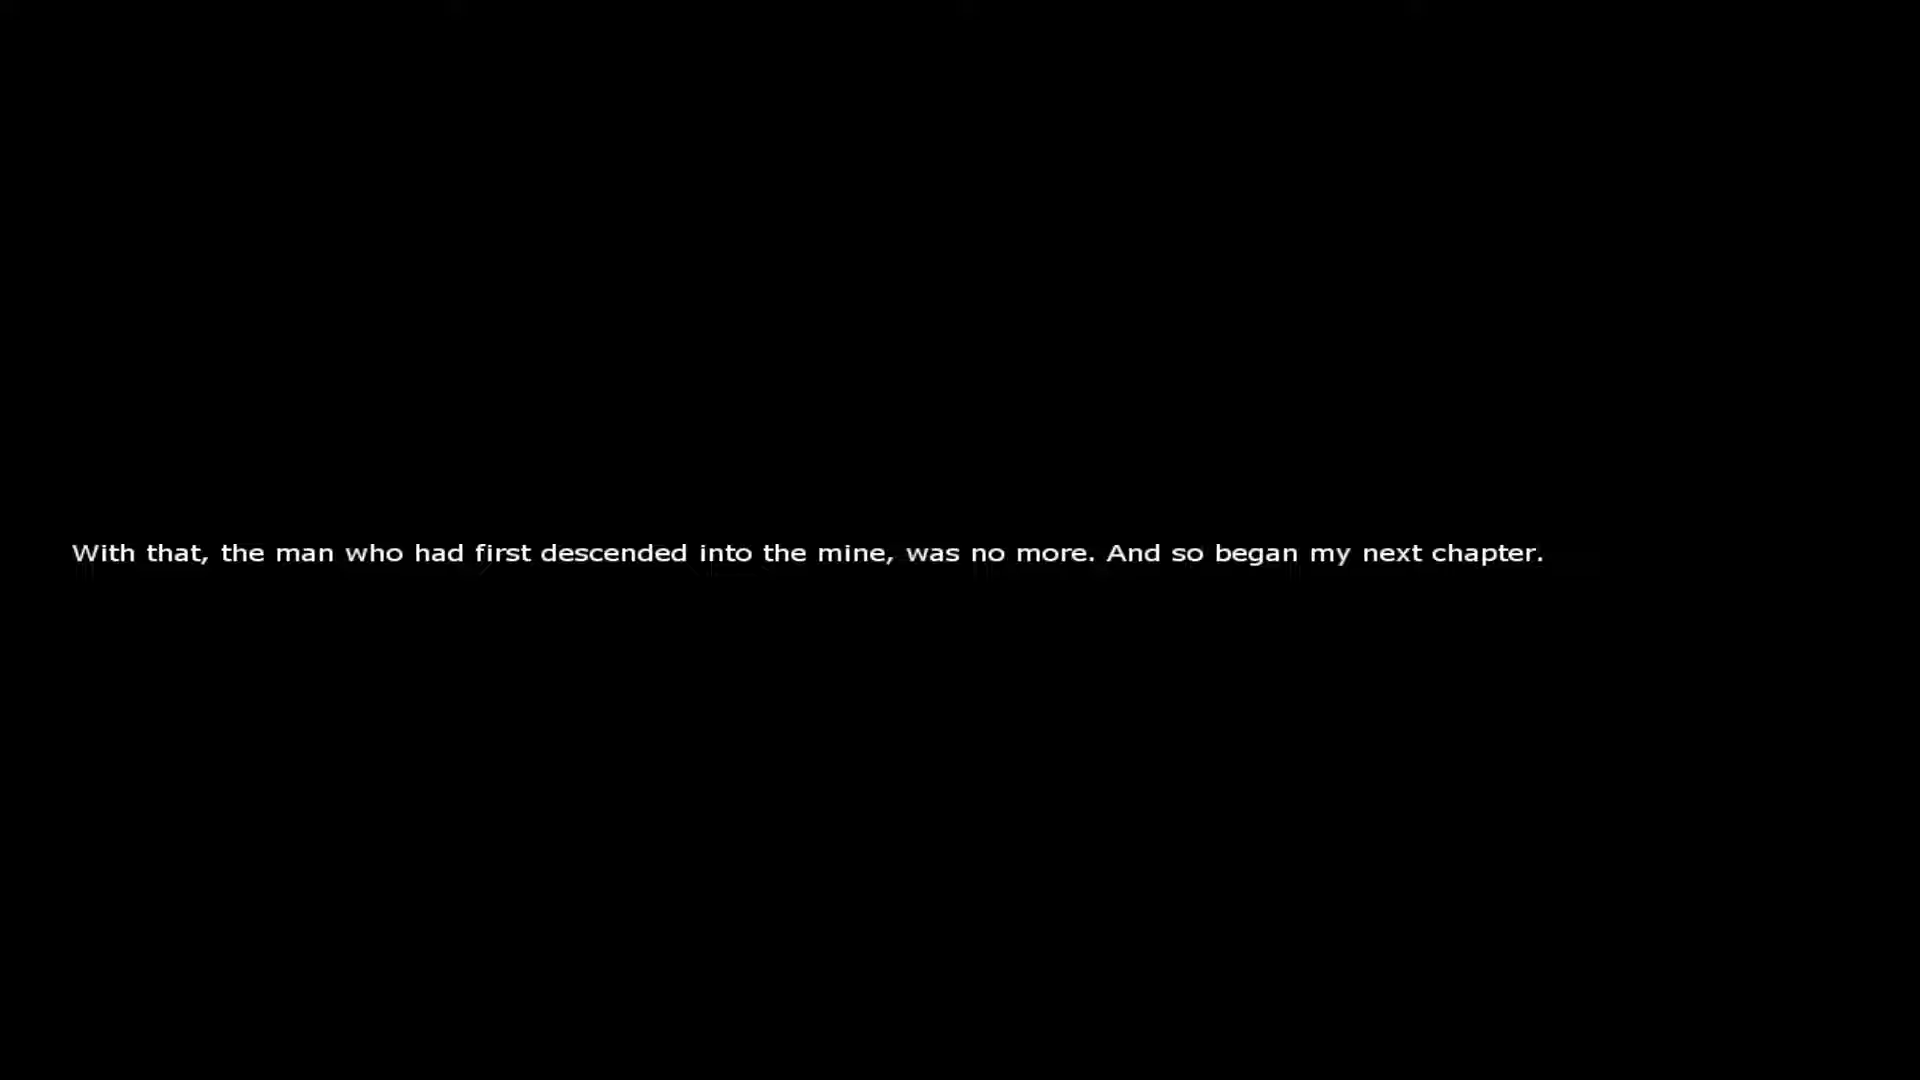 With that, the man who had first descended into the mine, was no more. And so began my next chapter.